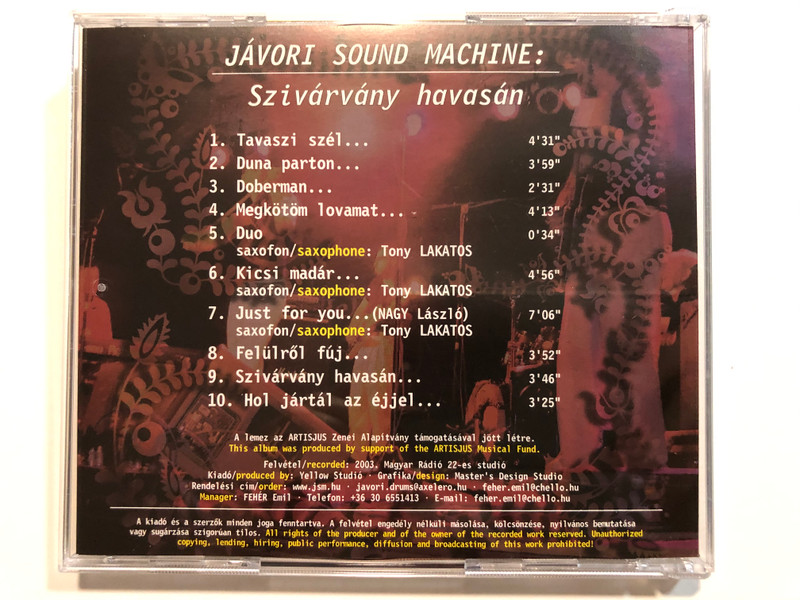 JÁVORI SOUND MACHINE:
Szivárvány havasán
1. Tavaszi szél... 4'31"
2. Duna parton... 3'59"
3. Doberman... 2'31"
4. Megkötöm lovamat... 4'13"
5. Duo 0'34"
saxofon/saxophone: Tony LAKATOS
6. Kicsi madár... 4'56"
saxofon/saxophone: Tony LAKATOS
7. Just for you...(NAGY László) 7'06"
saxofon/saxophone: Tony LAKATOS
8. Felülről fúj... 3'52"
9. Szivárvány havasán... 3'46"
10. Hol jártál az éjjel... 3'25"
A lemez az ARTISJUS Zenei Alapítvány támogatásával jött létre.
This album was produced by support of the ARTISJUS Musical Fund.
Felvétel/recorded: 2003. Magyar Rádió 22-es studió
Kiadó/produced by: Yellow Studió · Grafika/design: Master's Design Studio
Rendelési cím/order: www.jsm.hu · javori.drums@axelero.hu · feher.emil@chello.hu
Manager: FEHÉR Emil · Telefon: +36 30 6551413 · E-mail: feher.emil@chello.hu
A kiadó és a szerzők minden joga fenntartva. A felvétel engedély nélküli másolása, kölcsönzése, nyilvános bemutatása
vagy sugárzása szigorúan tilos. All rights of the producer and of the owner of the recorded work reserved. Unauthorized
copying, lending, hiring, public performance, diffusion and broadcasting of this work prohibited!